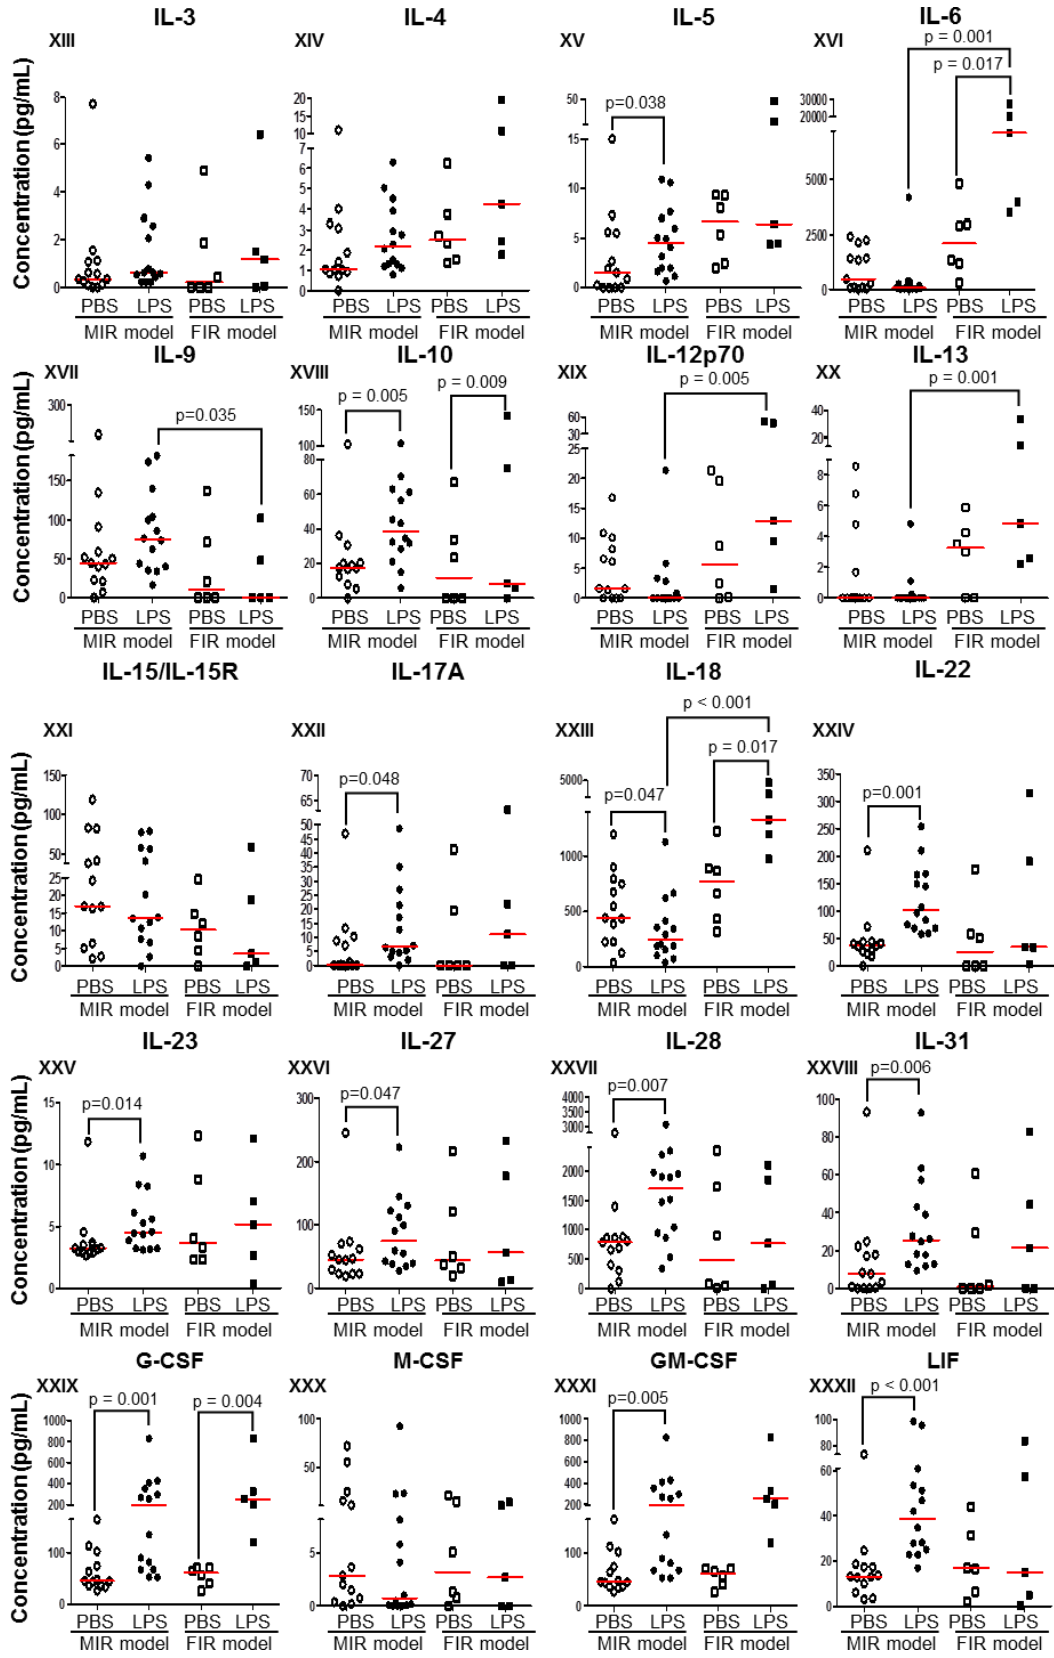 IL-3 IL-4 IL-5 IL-6
XIII XIV XV XVI
Concentration (pg/mL)
p=0.038
p = 0.001
p = 0.017
8
6
4
2
0
20
15
10
7
6
5
4
3
2
1
0
50
15
10
5
0
30000
20000
5000
2500
0
PBS LPS PBS LPS PBS LPS PBS LPS PBS LPS PBS LPS PBS LPS PBS LPS
MIR model FIR model MIR model FIR model MIR model FIR model MIR model FIR model
IL-9 IL-10 IL-12p70 IL-13
XVII XVIII XIX XX
Concentration (pg/mL)
p=0.035
p = 0.005
p = 0.009
p = 0.005
p = 0.001
300
150
100
50
0
150
100
80
60
40
20
0
60
30
25
20
15
10
5
0
40
20
8
6
4
2
0
PBS LPS PBS LPS PBS LPS PBS LPS PBS LPS PBS LPS PBS LPS PBS LPS
MIR model FIR model MIR model FIR model MIR model FIR model MIR model FIR model
IL-15/IL-15R IL-17A IL-18 IL-22
XXI XXII XXIII XXIV
Concentration (pg/mL)
p=0.048
p < 0.001
p = 0.017
p=0.047
p=0.001
150
100
50
25
20
15
10
5
0
70
65
50
45
40
35
30
25
20
15
10
5
0
5000
1000
500
0
350
300
250
200
150
100
50
0
PBS LPS PBS LPS PBS LPS PBS LPS PBS LPS PBS LPS PBS LPS PBS LPS
MIR model FIR model MIR model FIR model MIR model FIR model MIR model FIR model
IL-23 IL-27 IL-28 IL-31
XXV XXVI XXVII XXVIII
Concentration (pg/mL)
p=0.014
p=0.047
p=0.007
p=0.006
15
10
5
0
300
200
100
0
4000
3500
3000
2000
1500
1000
500
0
100
80
60
40
20
0
PBS LPS PBS LPS PBS LPS PBS LPS PBS LPS PBS LPS PBS LPS PBS LPS
MIR model FIR model MIR model FIR model MIR model FIR model MIR model FIR model
G-CSF M-CSF GM-CSF LIF
XXIX XXX XXXI XXXII
Concentration (pg/mL)
p = 0.001
p = 0.004
p=0.005
p < 0.001
1000
800
600
400
200
100
0
100
50
5
0
1000
800
600
400
200
100
0
100
80
60
40
20
0
PBS LPS PBS LPS PBS LPS PBS LPS PBS LPS PBS LPS PBS LPS PBS LPS
MIR model FIR model MIR model FIR model MIR model FIR model MIR model FIR model